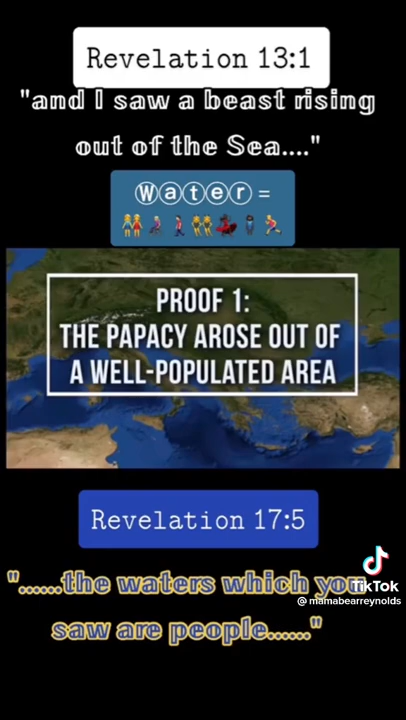 Revelation 13:1
"and I saw a beast rising
out of the Sea...."
Water =
PROOF 1:
THE PAPACY AROSE OUT OF
A WELL-POPULATED AREA
Revelation 17:5
"......the waters which you
saw are people......"
TikTok
@mamabearreynolds